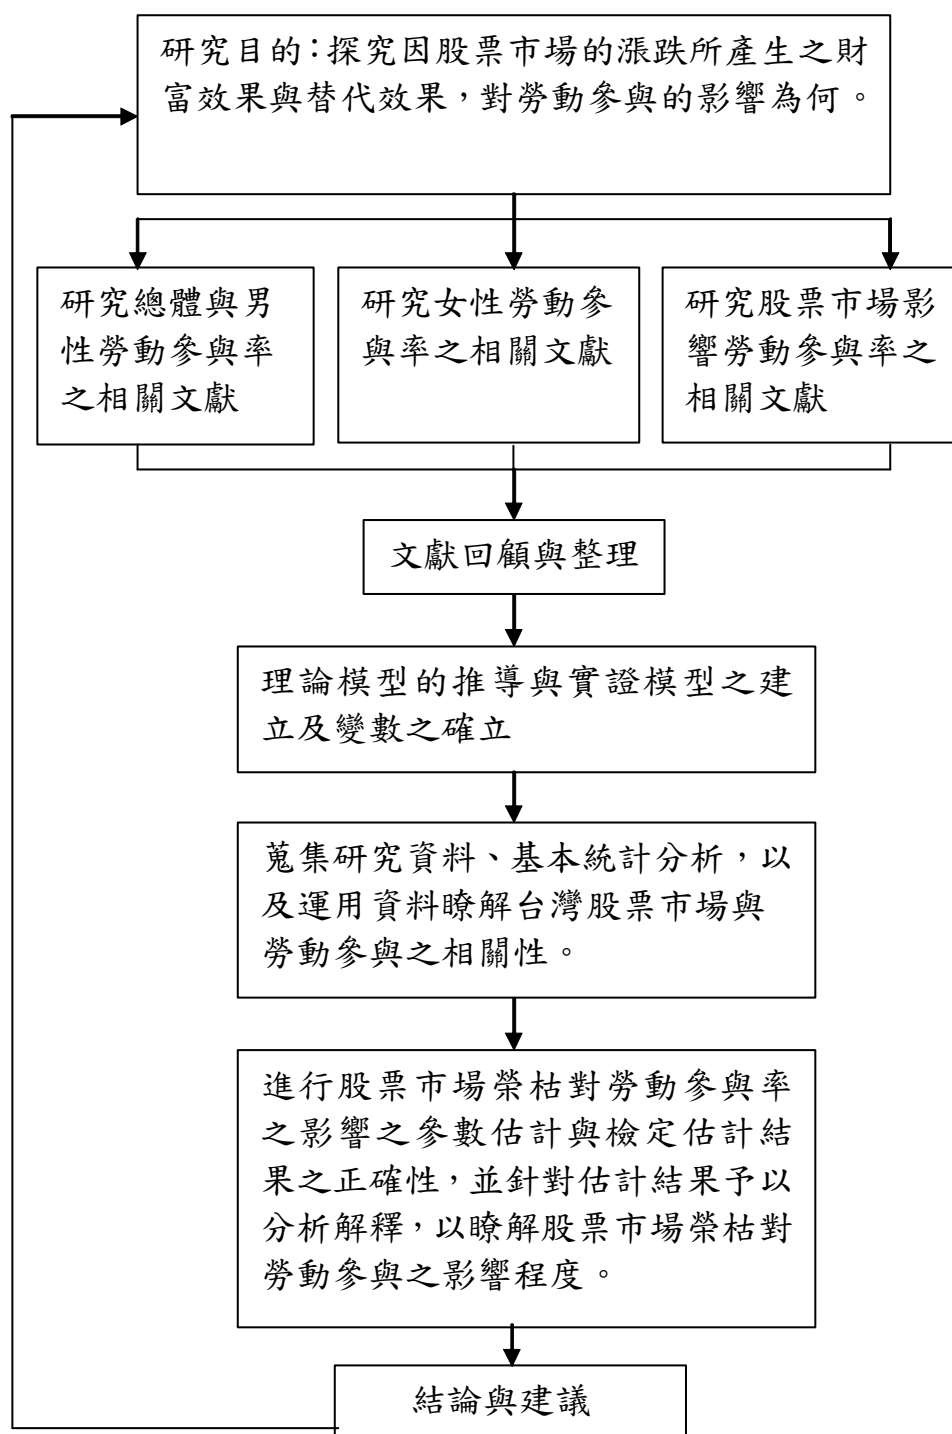 研究目的：探究因股票市場的漲跌所產生之財
富效果與替代效果，對勞動參與的影響為何。
研究總體與男
性勞動參與率
之相關文獻
研究女性勞動參
與率之相關文獻
研究股票市場影
響勞動參與率之
相關文獻
文獻回顧與整理
理論模型的推導與實證模型之建
立及變數之確立
蒐集研究資料、基本統計分析，以
及運用資料瞭解台灣股票市場與
勞動參與之相關性。
進行股票市場榮枯對勞動參與率
之影響之參數估計與檢定估計結
果之正確性，並針對估計結果予以
分析解釋，以瞭解股票市場榮枯對
勞動參與之影響程度。
結論與建議